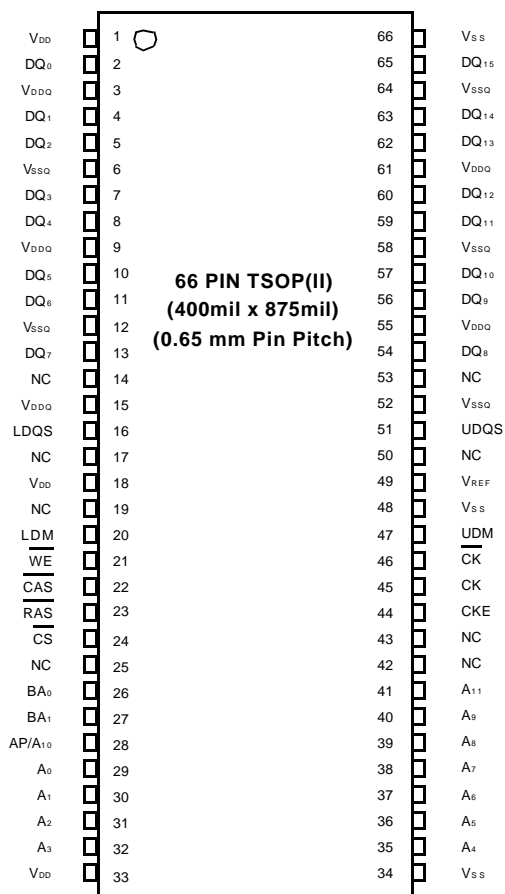 VDD 1 66 VSS
DQ0 2 65 DQ15
VDDQ 3 64 VSSQ
DQ1 4 63 DQ14
DQ2 5 62 DQ13
VSSQ 6 61 VDDQ
DQ3 7 60 DQ12
DQ4 8 59 DQ11
VDDQ 9 58 VSSQ
DQ5 10 57 DQ10
DQ6 11 56 DQ9
VSSQ 12 55 VDDQ
DQ7 13 54 DQ8
66 PIN TSOP(II)
(400mil x 875mil)
(0.65 mm Pin Pitch)
NC 14 53 NC
VDDQ 15 52 VSSQ
LDQS 16 51 UDQS
NC 17 50 NC
VDD 18 49 VREF
NC 19 48 VSS
LDM 20 47 UDM
WE 21 46 CK
CAS 22 45 CK
RAS 23 44 CKE
CS 24 43 NC
NC 25 42 NC
BA0 26 41 A11
BA1 27 40 A9
AP/A10 28 39 A8
A0 29 38 A7
A1 30 37 A6
A2 31 36 A5
A3 32 35 A4
VDD 33 34 VSS